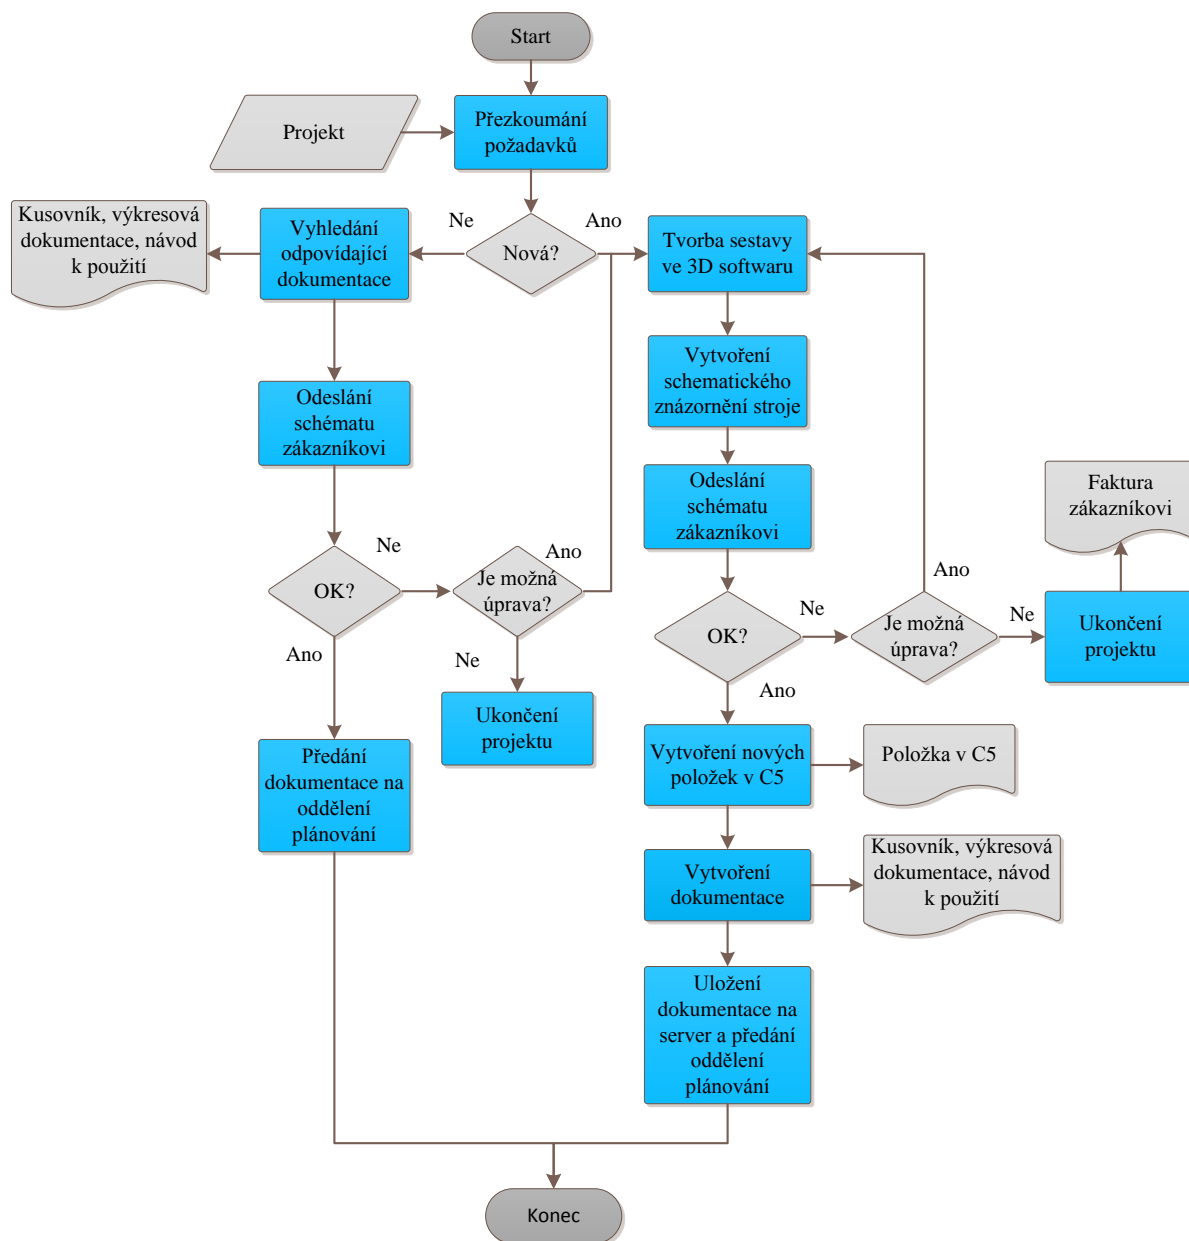 Start
Projekt
Přezkoumání
požadavků
Ne
Ano
Kusovník, výkresová
dokumentace, návod
k použití
Vyhledání
odpovídající
dokumentace
Nová?
Tvorba sestavy
ve 3D softwaru
Vytvoření
schematického
znázornění stroje
Odeslání
schématu
zákazníkovi
Odeslání
schématu
zákazníkovi
Faktura
zákazníkovi
Ne
Ano
OK?
Je možná
úprava?
Ano
Ne
Ano
Ne
OK?
Je možná
úprava?
Ne
Ukončení
projektu
Ano
Ukončení
projektu
Předání
dokumentace na
oddělení
plánování
Vytvoření nových
položek v C5
Položka v C5
Vytvoření
dokumentace
Kusovník, výkresová
dokumentace, návod
k použití
Uložení
dokumentace na
server a předání
oddělení
plánování
Konec